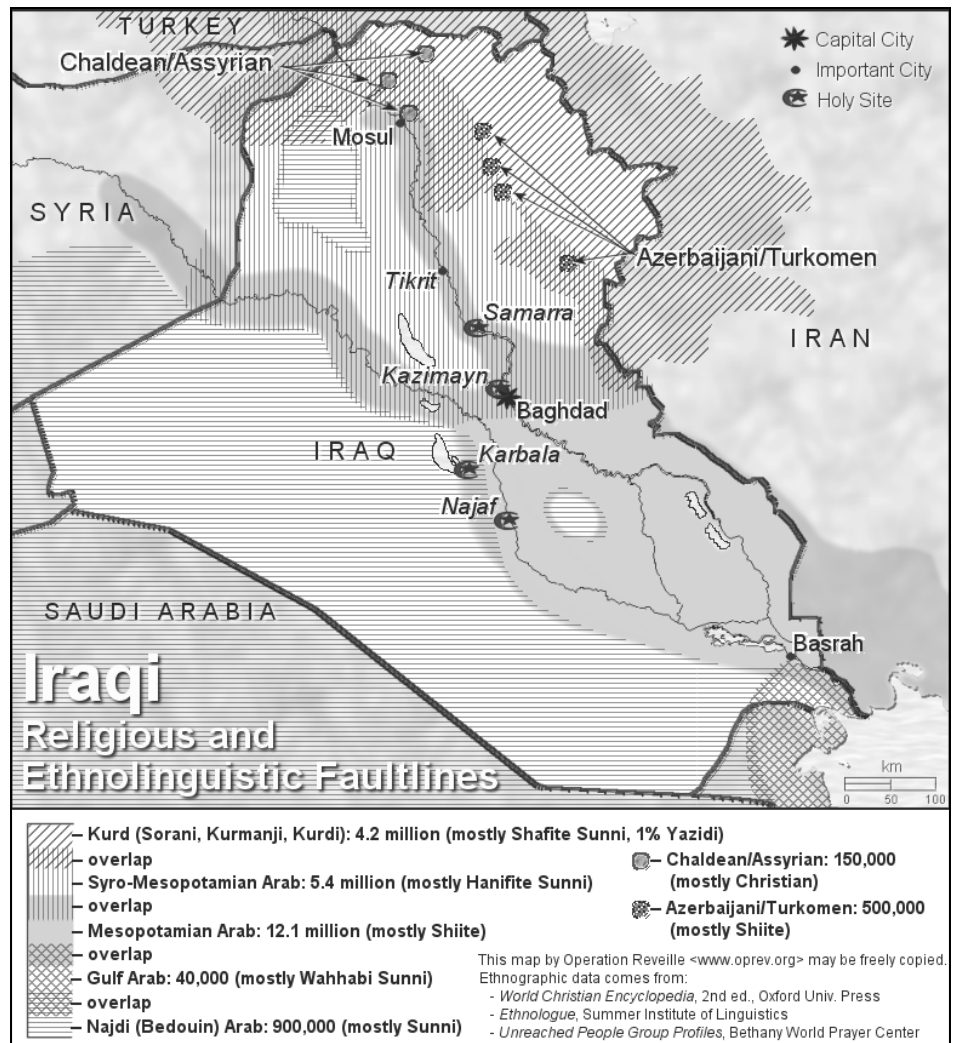 TURKEY
Chaldean/Assyrian
Capital City
Important City
Holy Site
Mosul
SYRIA
Azerbaijani/Turkomen
Tikrit
Samarra
IRAN
Kazimayn
Baghdad
IRAQ
Karbala
Najaf
SAUDI ARABIA
Basrah
Iraqi
Religious and
Ethnolinguistic Faultlines
km
0 50 100
Kurd (Sorani, Kurmanji, Kurdi): 4.2 million (mostly Shafite Sunni, 1% Yazidi)
overlap
Syro-Mesopotamian Arab: 5.4 million (mostly Hanifite Sunni)
overlap
Mesopotamian Arab: 12.1 million (mostly Shiite)
overlap
Gulf Arab: 40,000 (mostly Wahhabi Sunni)
overlap
Najdi (Bedouin) Arab: 900,000 (mostly Sunni)
Chaldean/Assyrian: 150,000
(mostly Christian)
Azerbaijani/Turkomen: 500,000
(mostly Shiite)
This map by Operation Reveille <www.oprev.org> may be freely copied.
Ethnographic data comes from:
- World Christian Encyclopedia, 2nd ed., Oxford Univ. Press
- Ethnologue, Summer Institute of Linguistics
- Unreached People Group Profiles, Bethany World Prayer Center